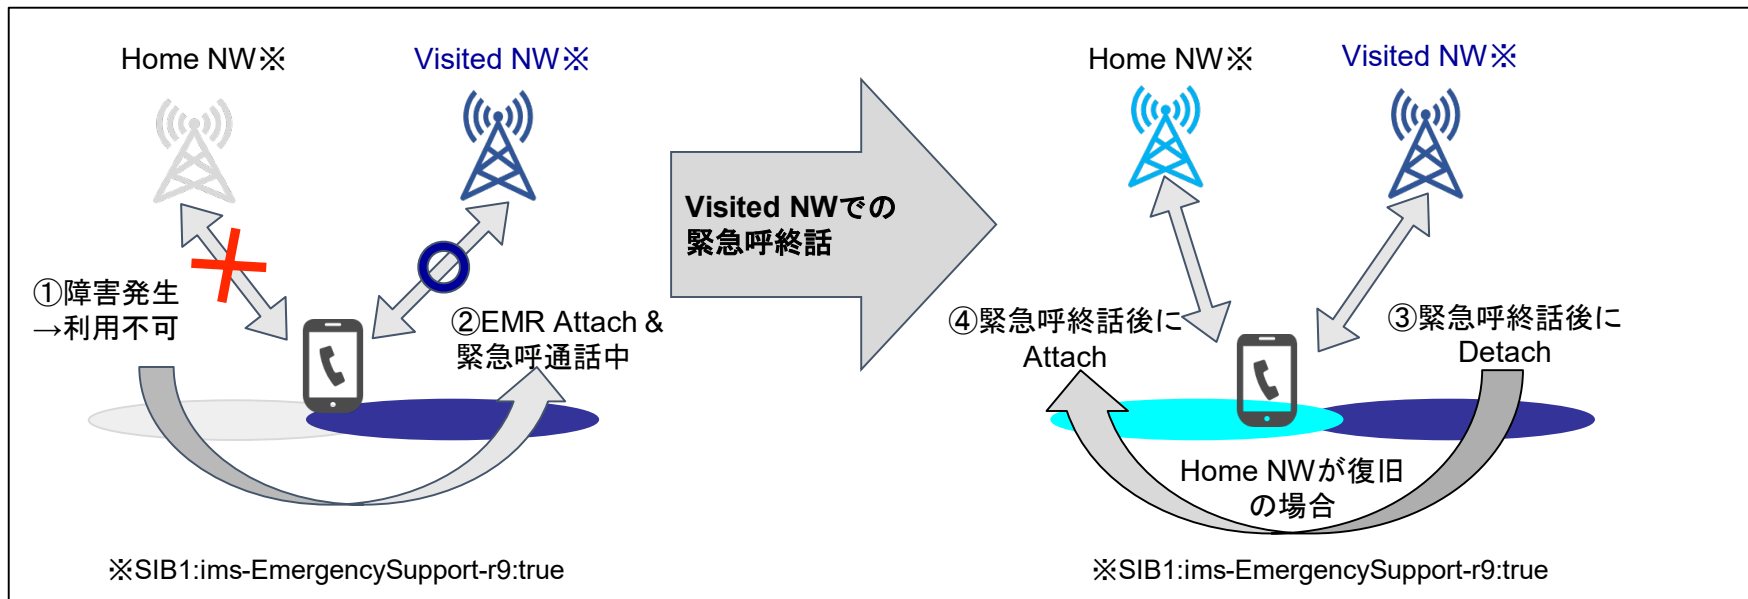 Home NW※
Visited NW※
①障害発生
→利用不可
②EMR Attach &
緊急呼通話中
※SIB1:ims-EmergencySupport-r9:true
Visited NWでの
緊急呼終話
Home NW※
Visited NW※
④緊急呼終話後に
Attach
③緊急呼終話後に
Detach
Home NWが復旧
の場合
※SIB1:ims-EmergencySupport-r9:true